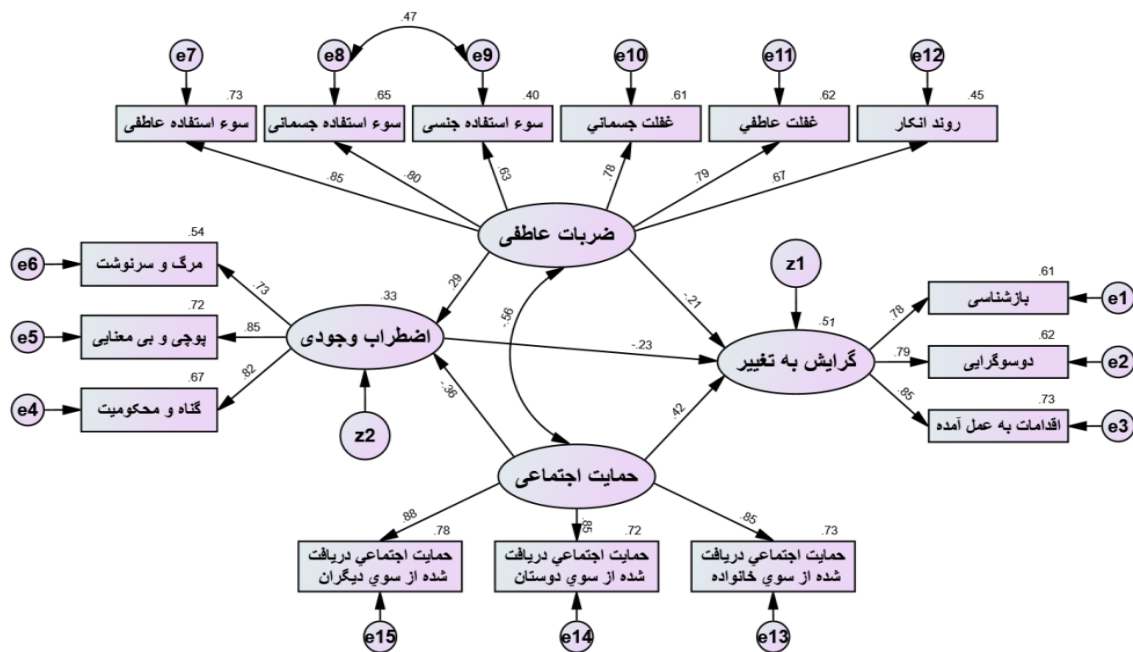 .47
e7
e8
e9
e10
e11
e12
.73
.65
.40
.61
.62
.45
سوء استفاده عاطفی
سوء استفاده جسمانی
سوء استفاده جنسی
غفلت جسماني
غفلت عاطفي
روند انکار
.85
.80
.63
.78
.79
.67
ضربات عاطفی
e6
.54
مرگ و سرنوشت
.73
.29
-.21
z1
.61
بازشناسی
e1
.78
e5
.72
پوچی و بی معنایی
.85
.33
اضطراب وجودی
-.56
-.23
.51
گرایش به تغییر
.79
.62
دوسوگرایی
e2
e4
.67
گناه و محکومیت
.82
z2
-.36
.42
.85
.73
اقدامات به عمل آمده
e3
حمایت اجتماعی
.88
.85
.85
.78
.72
.73
حمایت اجتماعي دریافت
شده از سوي دیگران
حمایت اجتماعي دریافت
شده از سوي دوستان
حمایت اجتماعي دریافت
شده از سوي خانواده
e15
e14
e13